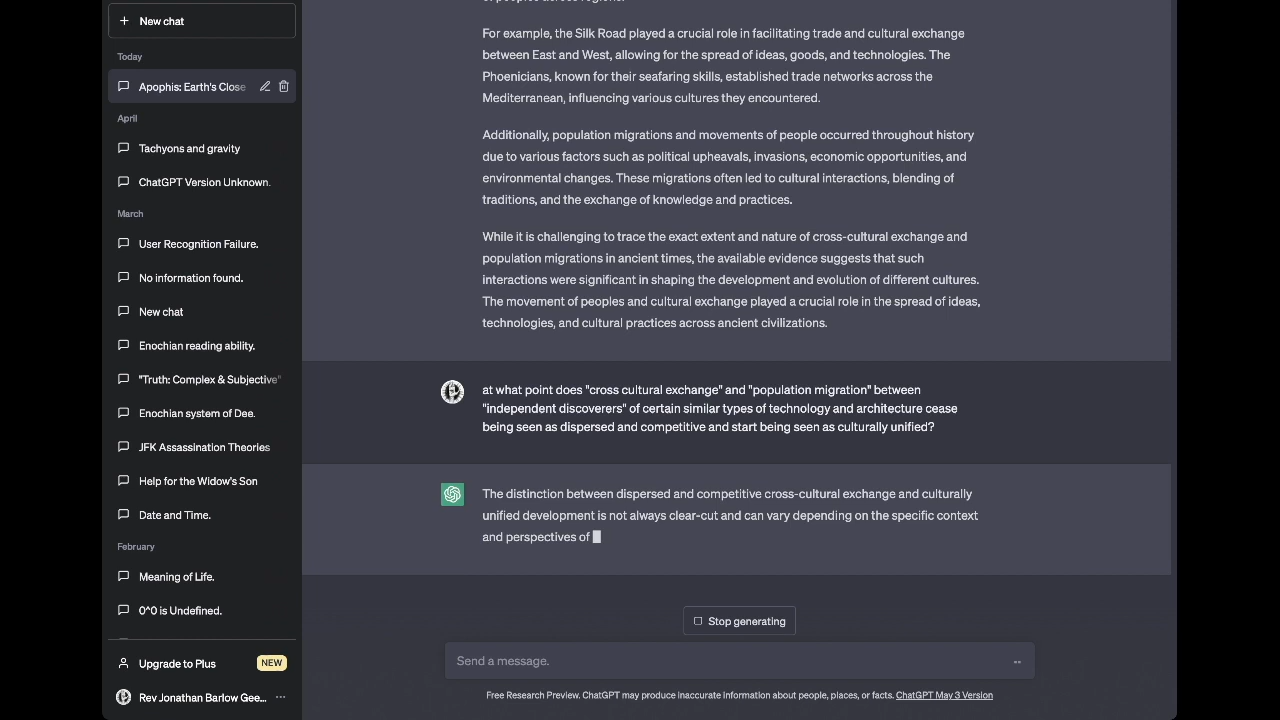 New chat
Today
Apophis: Earth's Close
April
Tachyons and gravity
ChatGPT Version Unknown.
March
User Recognition Failure.
No information found.
New chat
Enochian reading ability.
"Truth: Complex & Subjective"
Enochian system of Dee.
JFK Assassination Theories
Help for the Widow's Son
Date and Time.
February
Meaning of Life.
0^0 is Undefined.
Upgrade to Plus
NEW
Rev Jonathan Barlow Gee...
For example, the Silk Road played a crucial role in facilitating trade and cultural exchange
between East and West, allowing for the spread of ideas, goods, and technologies. The
Phoenicians, known for their seafaring skills, established trade networks across the
Mediterranean, influencing various cultures they encountered.
Additionally, population migrations and movements of people occurred throughout history
due to various factors such as political upheavals, invasions, economic opportunities, and
environmental changes. These migrations often led to cultural interactions, blending of
traditions, and the exchange of knowledge and practices.
While it is challenging to trace the exact extent and nature of cross-cultural exchange and
population migrations in ancient times, the available evidence suggests that such
interactions were significant in shaping the development and evolution of different cultures.
The movement of peoples and cultural exchange played a crucial role in the spread of ideas,
technologies, and cultural practices across ancient civilizations.
at what point does "cross cultural exchange" and "population migration" between
"independent discoverers" of certain similar types of technology and architecture cease
being seen as dispersed and competitive and start being seen as culturally unified?
The distinction between dispersed and competitive cross-cultural exchange and culturally
unified development is not always clear-cut and can vary depending on the specific context
and perspectives of
Stop generating
Send a message.
Free Research Preview. ChatGPT may produce inaccurate information about people, places, or facts. ChatGPT May 3 Version